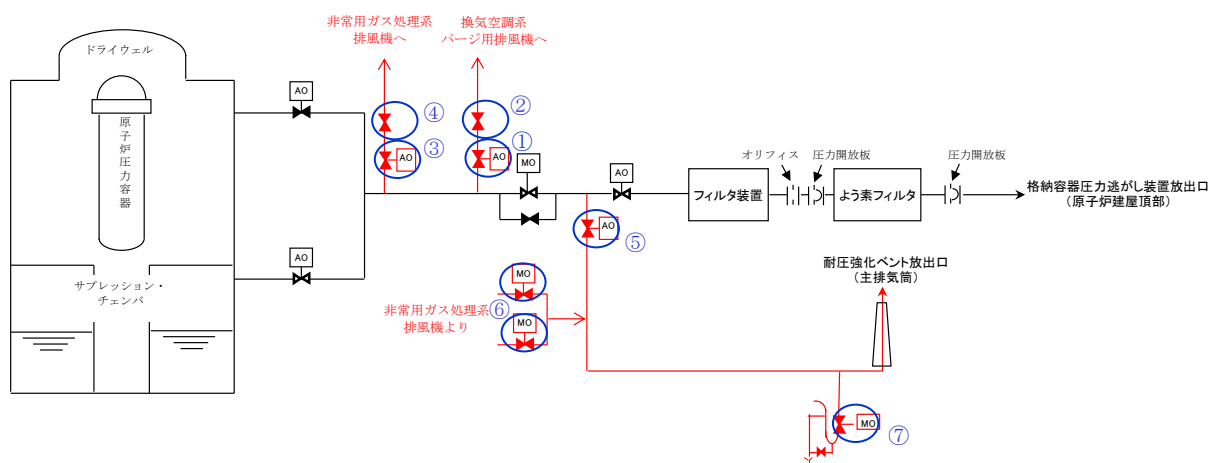 非常用ガス処理系
排風機へ
換気空調系
パージ用排風機へ
ドライウェル
原子炉圧力容器
AO
④
②
③
AO
①
AO
MO
AO
オリフィス
圧力開放板
圧力開放板
フィルタ装置
よう素フィルタ
格納容器圧力逃がし装置放出口
（原子炉建屋頂部）
AO
⑤
AO
サプレッション・
チェンバ
耐圧強化ベント放出口
（主排気筒）
MO
⑥
非常用ガス処理系
排風機より
MO
MO
⑦